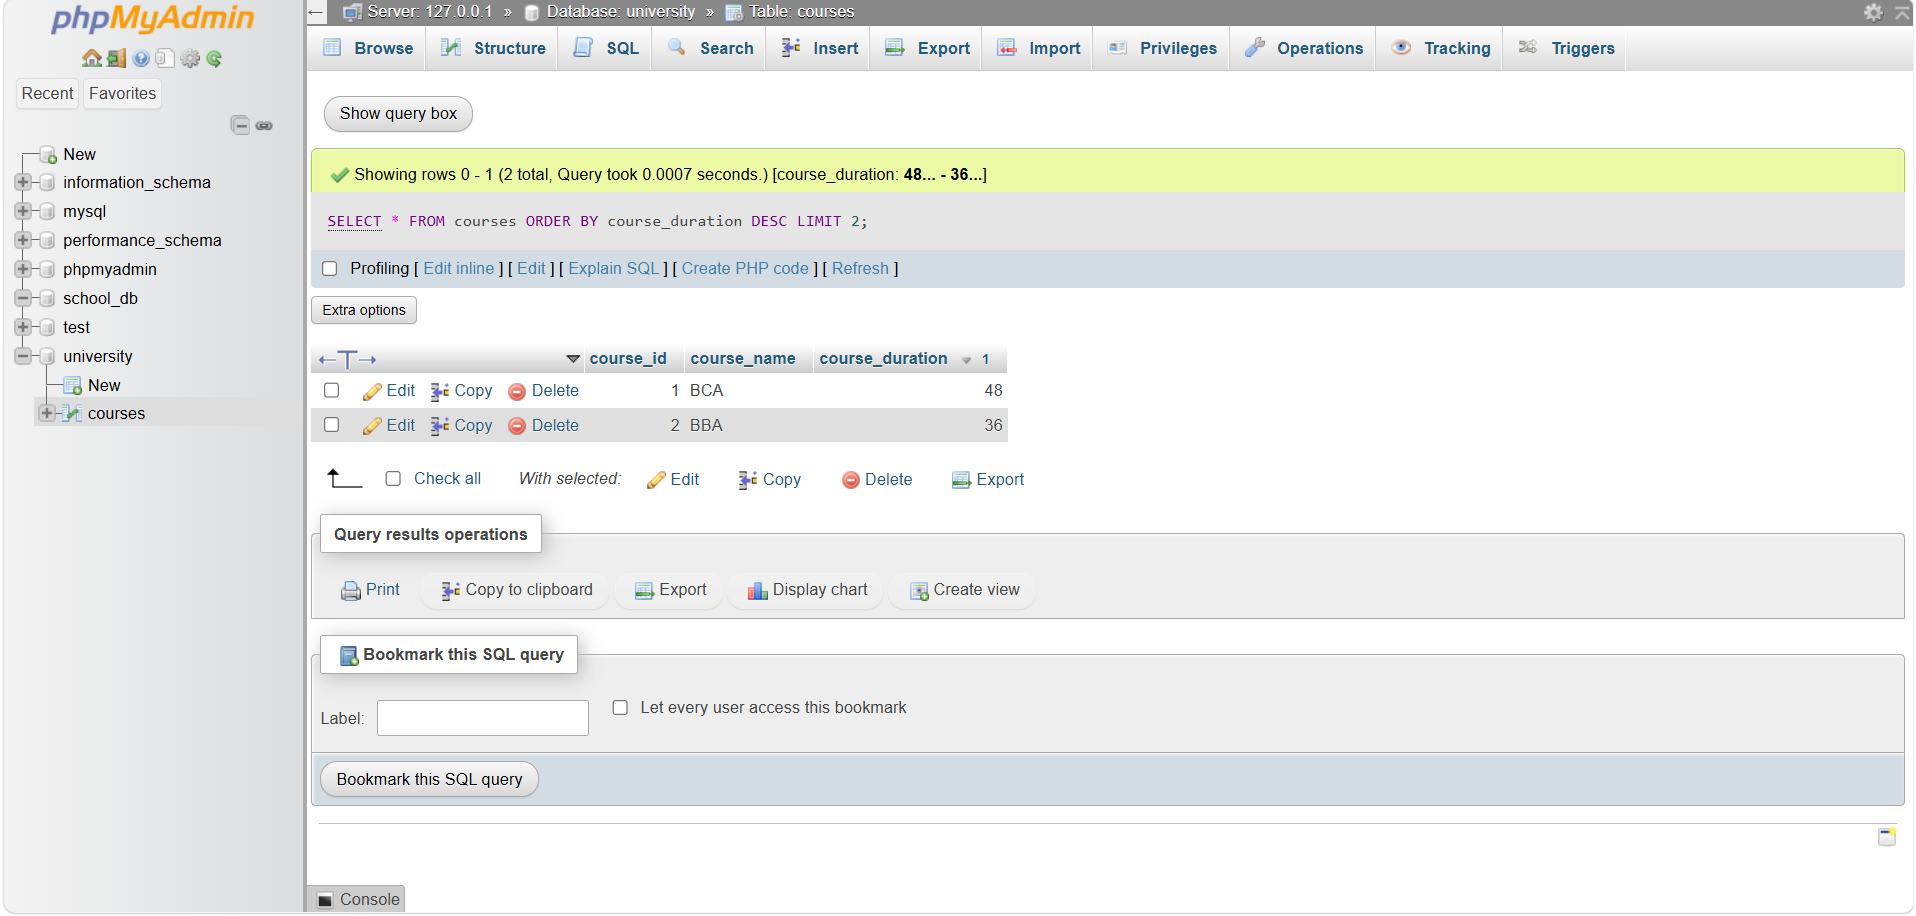 phpMyAdmin
Recent Favorites
New
information_schema
mysql
performance_schema
phpmyadmin
school_db
test
university
New
courses
Server: 127.0.0.1 » Database: university » Table: courses
Browse Structure SQL Search Insert Export Import Privileges Operations Tracking Triggers
Show query box
Showing rows 0 - 1 (2 total, Query took 0.0007 seconds.) [course_duration: 48... - 36...]
SELECT * FROM courses ORDER BY course_duration DESC LIMIT 2;
Profiling [ Edit inline ] [ Edit ] [ Explain SQL ] [ Create PHP code ] [ Refresh ]
Extra options
←T→ course_id course_name course_duration 1
Edit Copy Delete 1 BCA 48
Edit Copy Delete 2 BBA 36
Check all With selected: Edit Copy Delete Export
Query results operations
Print Copy to clipboard Export Display chart Create view
Bookmark this SQL query
Label: Let every user access this bookmark
Bookmark this SQL query
Console